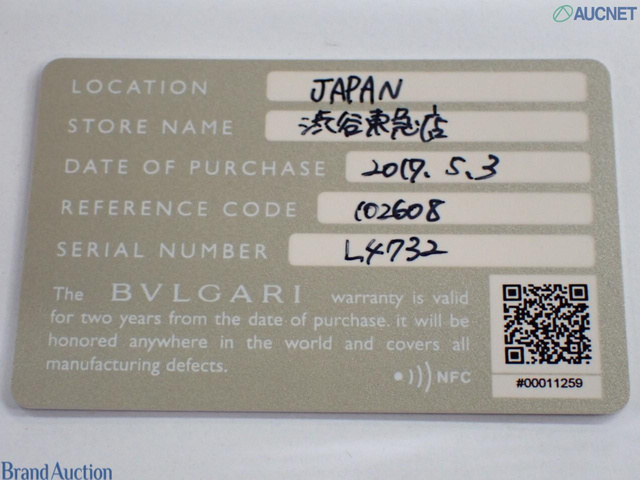 AUCNET
LOCATION JAPAN
STORE NAME 渋谷東急店
DATE OF PURCHASE 2017. 5. 3
REFERENCE CODE 102608
SERIAL NUMBER L4732
The BVLGARI warranty is valid
for two years from the date of purchase. it will be
honored anywhere in the world and covers all
manufacturing defects.
NFC
#00011259
Brand Auction